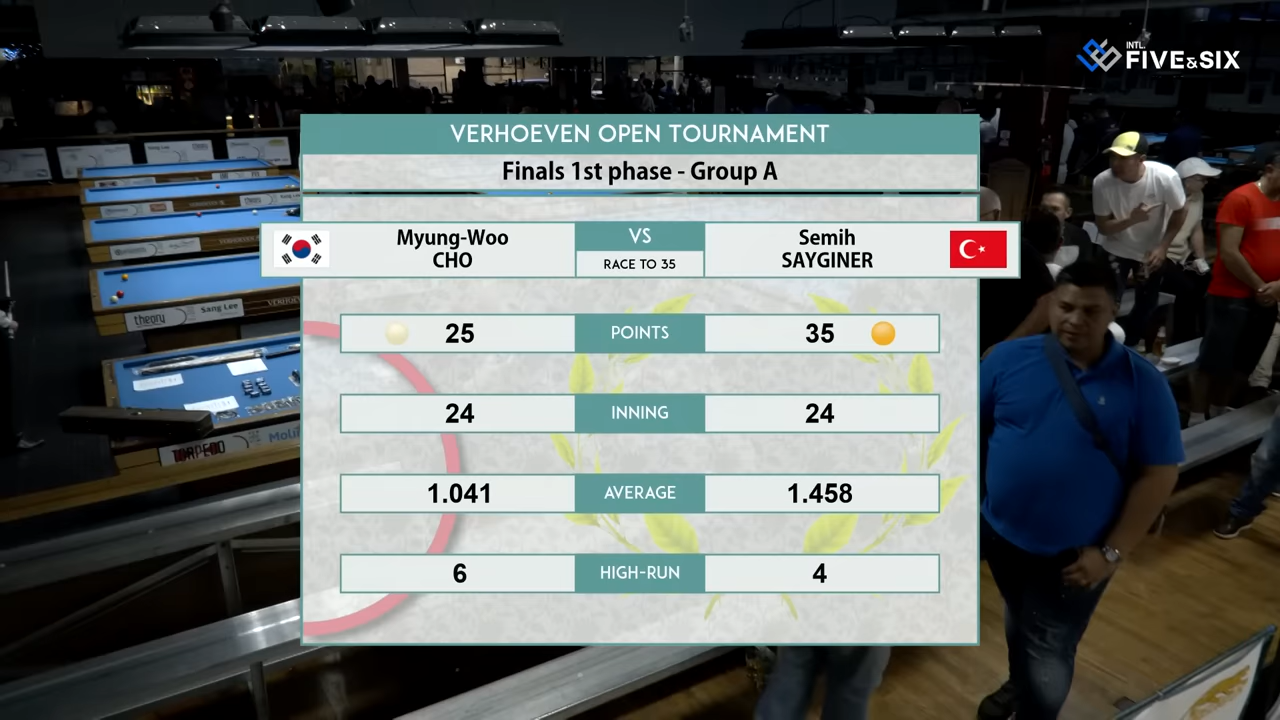 INTL.
FIVE&SIX
VERHOEVEN OPEN TOURNAMENT
Finals 1st phase - Group A
Myung-Woo
CHO
VS
RACE TO 35
Semih
SAYGINER
25 POINTS 35
24 INNING 24
1.041 AVERAGE 1.458
6 HIGH-RUN 4
theory
Sang Lee
VERHOEV
TORPEDO
Moli